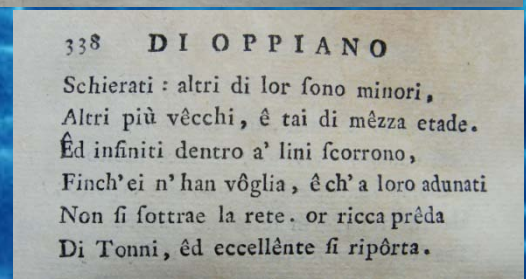 338 DI OPPIANO
Schierati : altri di lor ſono minori,
Altri più vêcchi, ê tai di mêzza etade.
Êd infiniti dentro a' lini ſcorrono,
Finch'ei n'han vôglia, ê ch'a loro adunati
Non ſi ſottrae la rete. or ricca prêda
Di Tonni, êd eccellênte ſi ripôrta.